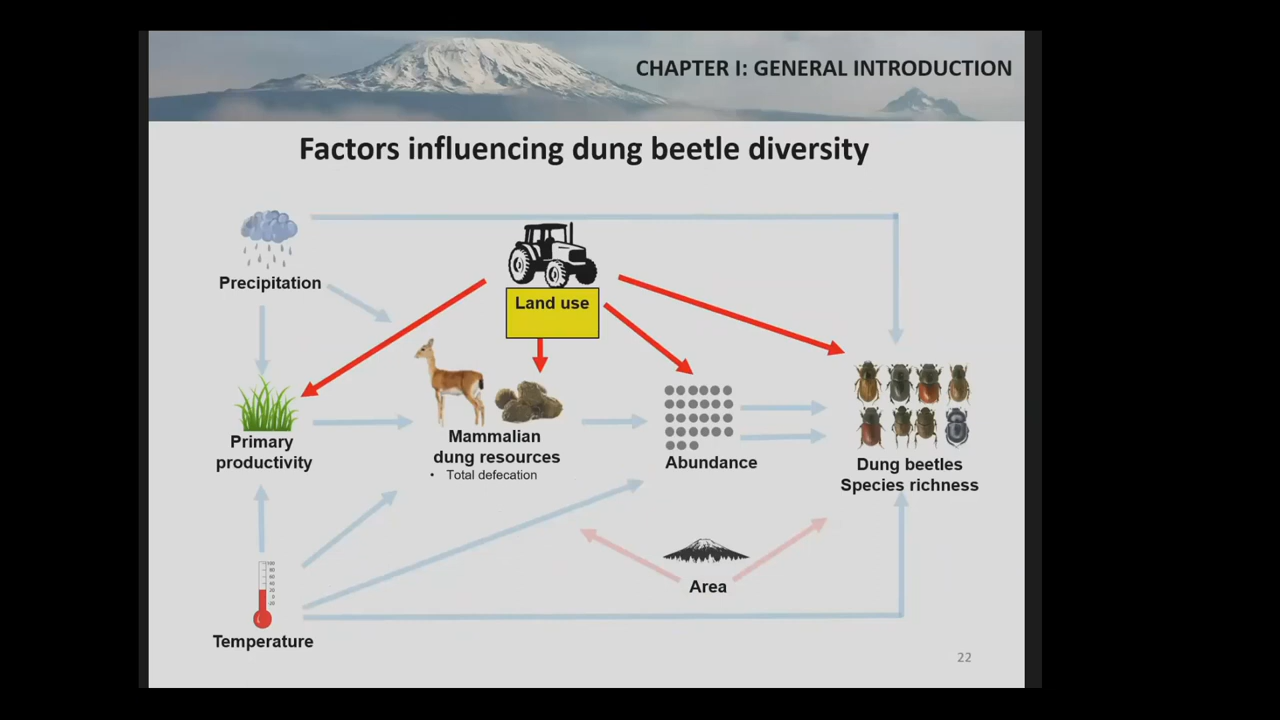 CHAPTER I: GENERAL INTRODUCTION
Factors influencing dung beetle diversity
Precipitation
Land use
Primary
productivity
Mammalian
dung resources
• Total defecation
Abundance
Dung beetles
Species richness
Area
Temperature
22